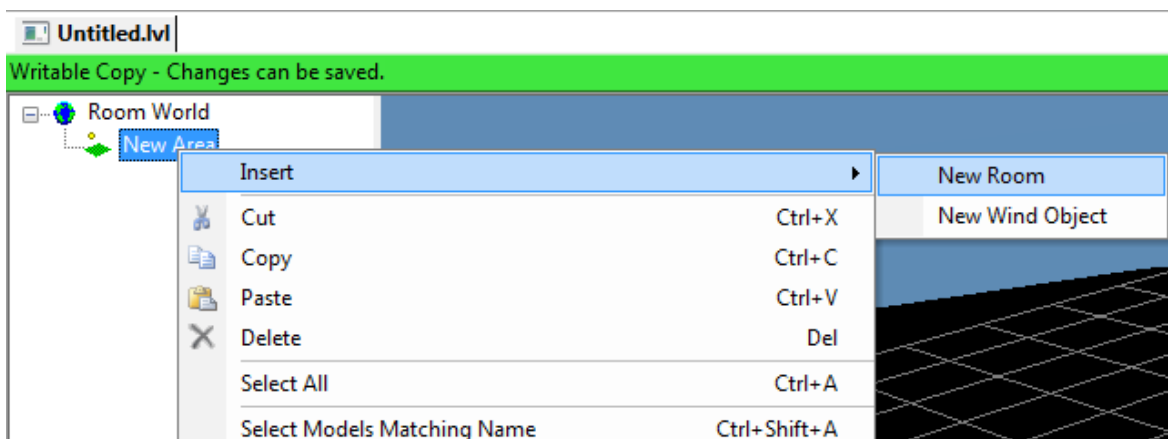 Untitled.lvl
Writable Copy - Changes can be saved.
Room World
New Area
Insert
New Room
Cut Ctrl+X
New Wind Object
Copy Ctrl+C
Paste Ctrl+V
Delete Del
Select All Ctrl+A
Select Models Matching Name Ctrl+Shift+A